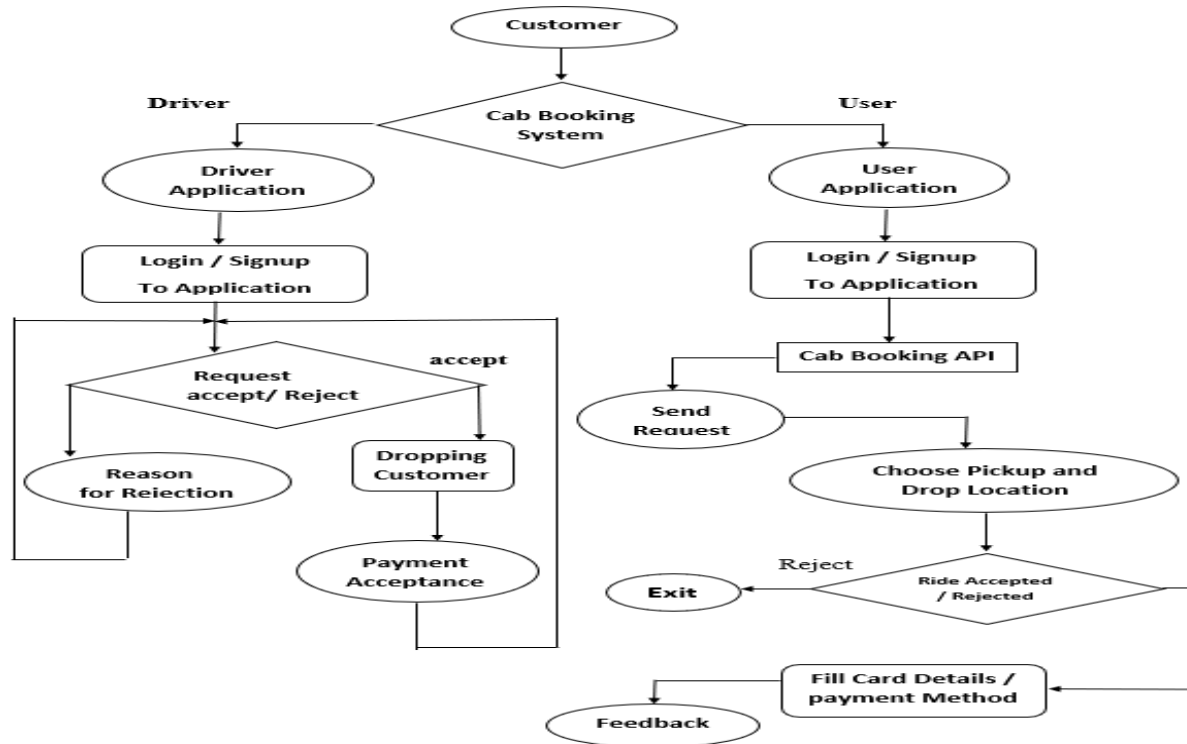 Customer
Driver
User
Cab Booking
System
Driver
Application
User
Application
Login / Signup
To Application
Login / Signup
To Application
Cab Booking API
accept
Request
accept/ Reject
Send
Request
Dropping
Customer
Choose Pickup and
Drop Location
Reason
for Rejection
Payment
Acceptance
Reject
Ride Accepted
/ Rejected
Exit
Fill Card Details /
payment Method
Feedback